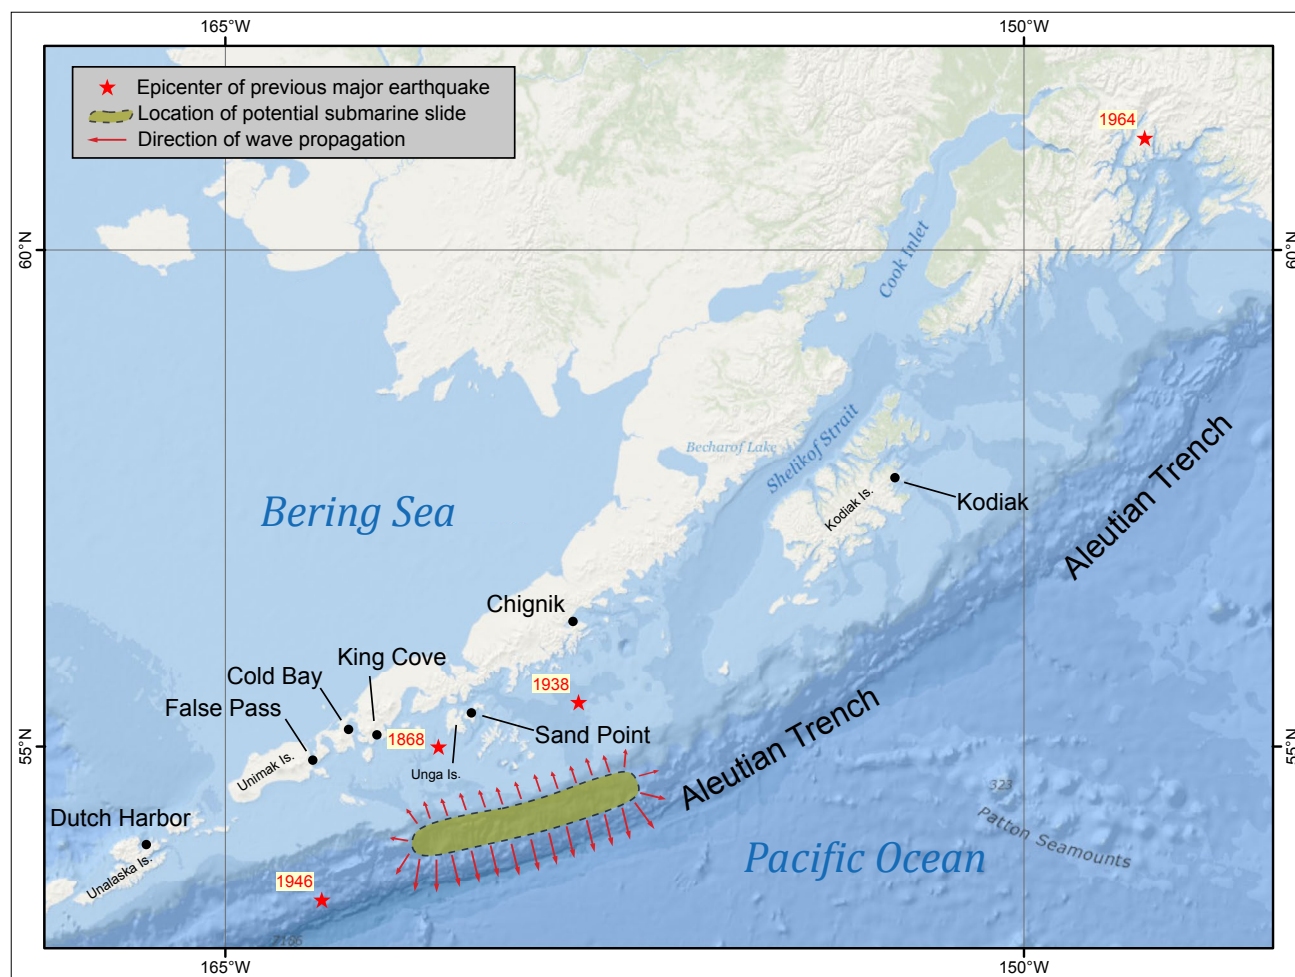 165°W
150°W
Epicenter of previous major earthquake
Location of potential submarine slide
Direction of wave propagation
1964
60°N
60°N
Cook Inlet
Becharof Lake
Shelikof Strait
Kodiak Is.
Kodiak
Aleutian Trench
Bering Sea
Chignik
King Cove
Cold Bay
False Pass
1938
1868
Sand Point
55°N
55°N
Unimak Is.
Unga Is.
Aleutian Trench
323
Patton Seamounts
Dutch Harbor
Unalaska Is.
Pacific Ocean
1946
7166
165°W
150°W